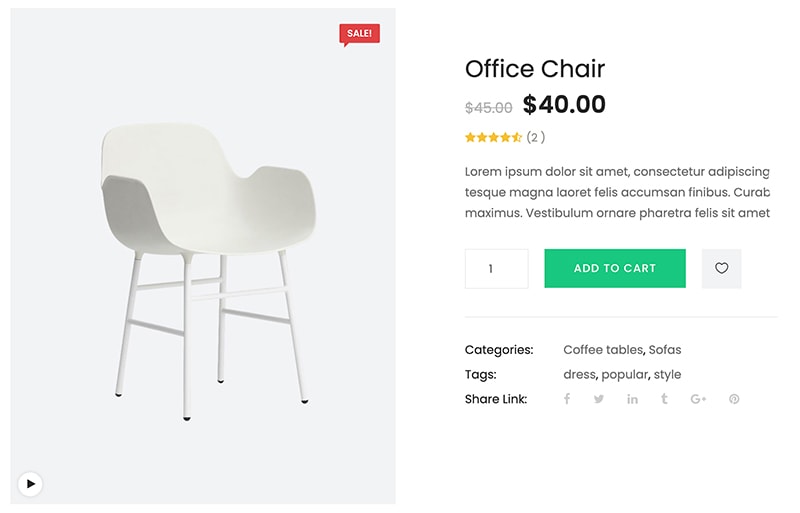 SALE!
Office Chair
$45.00 $40.00
(2 )
Lorem ipsum dolor sit amet, consectetur adipiscing
tesque magna laoret felis accumsan finibus. Curab
maximus. Vestibulum ornare pharetra felis sit amet
1 ADD TO CART
Categories: Coffee tables, Sofas
Tags: dress, popular, style
Share Link: f t in t G+ p